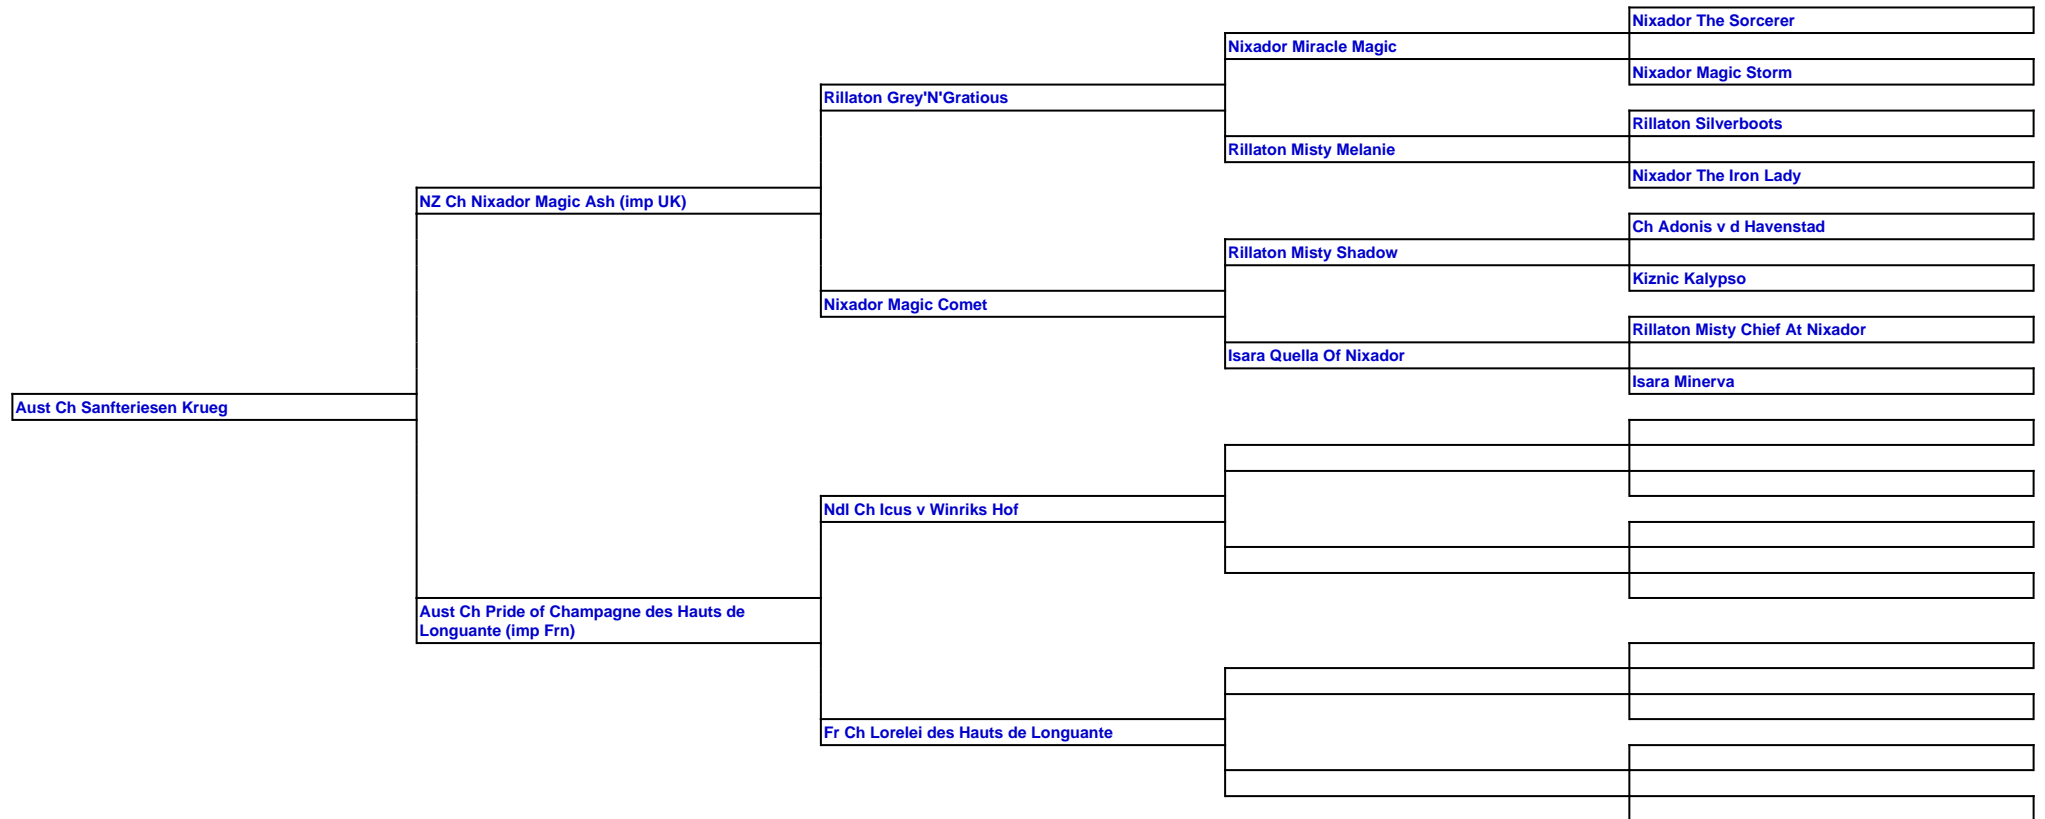 Nixador The Sorcerer
Nixador Miracle Magic
Nixador Magic Storm
Rillaton Grey'N'Gratious
Rillaton Silverboots
Rillaton Misty Melanie
Nixador The Iron Lady
NZ Ch Nixador Magic Ash (imp UK)
Ch Adonis v d Havenstad
Rillaton Misty Shadow
Kiznic Kalypso
Nixador Magic Comet
Rillaton Misty Chief At Nixador
Isara Quella Of Nixador
Isara Minerva
Aust Ch Sanfteriesen Krueg
Ndl Ch Icus v Winriks Hof
Aust Ch Pride of Champagne des Hauts de
Longuante (imp Frn)
Fr Ch Lorelei des Hauts de Longuante